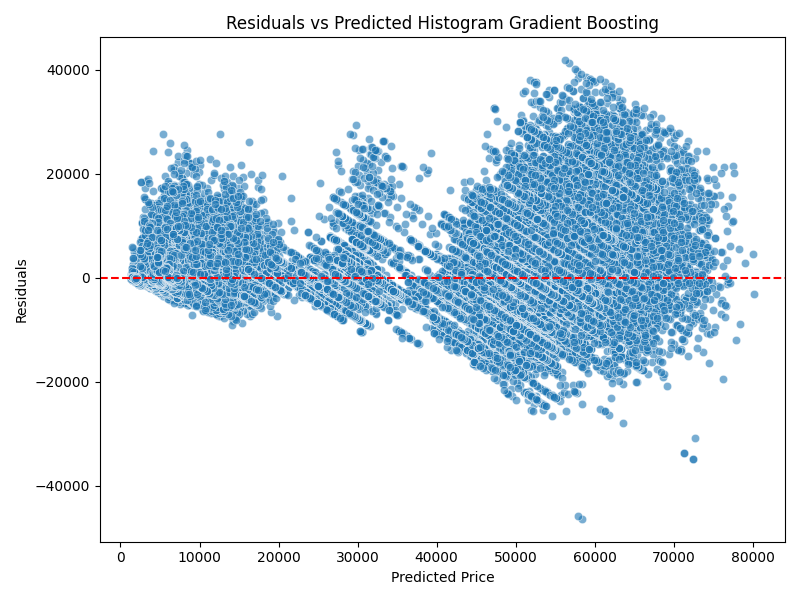 Residuals vs Predicted Histogram Gradient Boosting
40000
20000
0
−20000
−40000
Residuals
0 10000 20000 30000 40000 50000 60000 70000 80000
Predicted Price